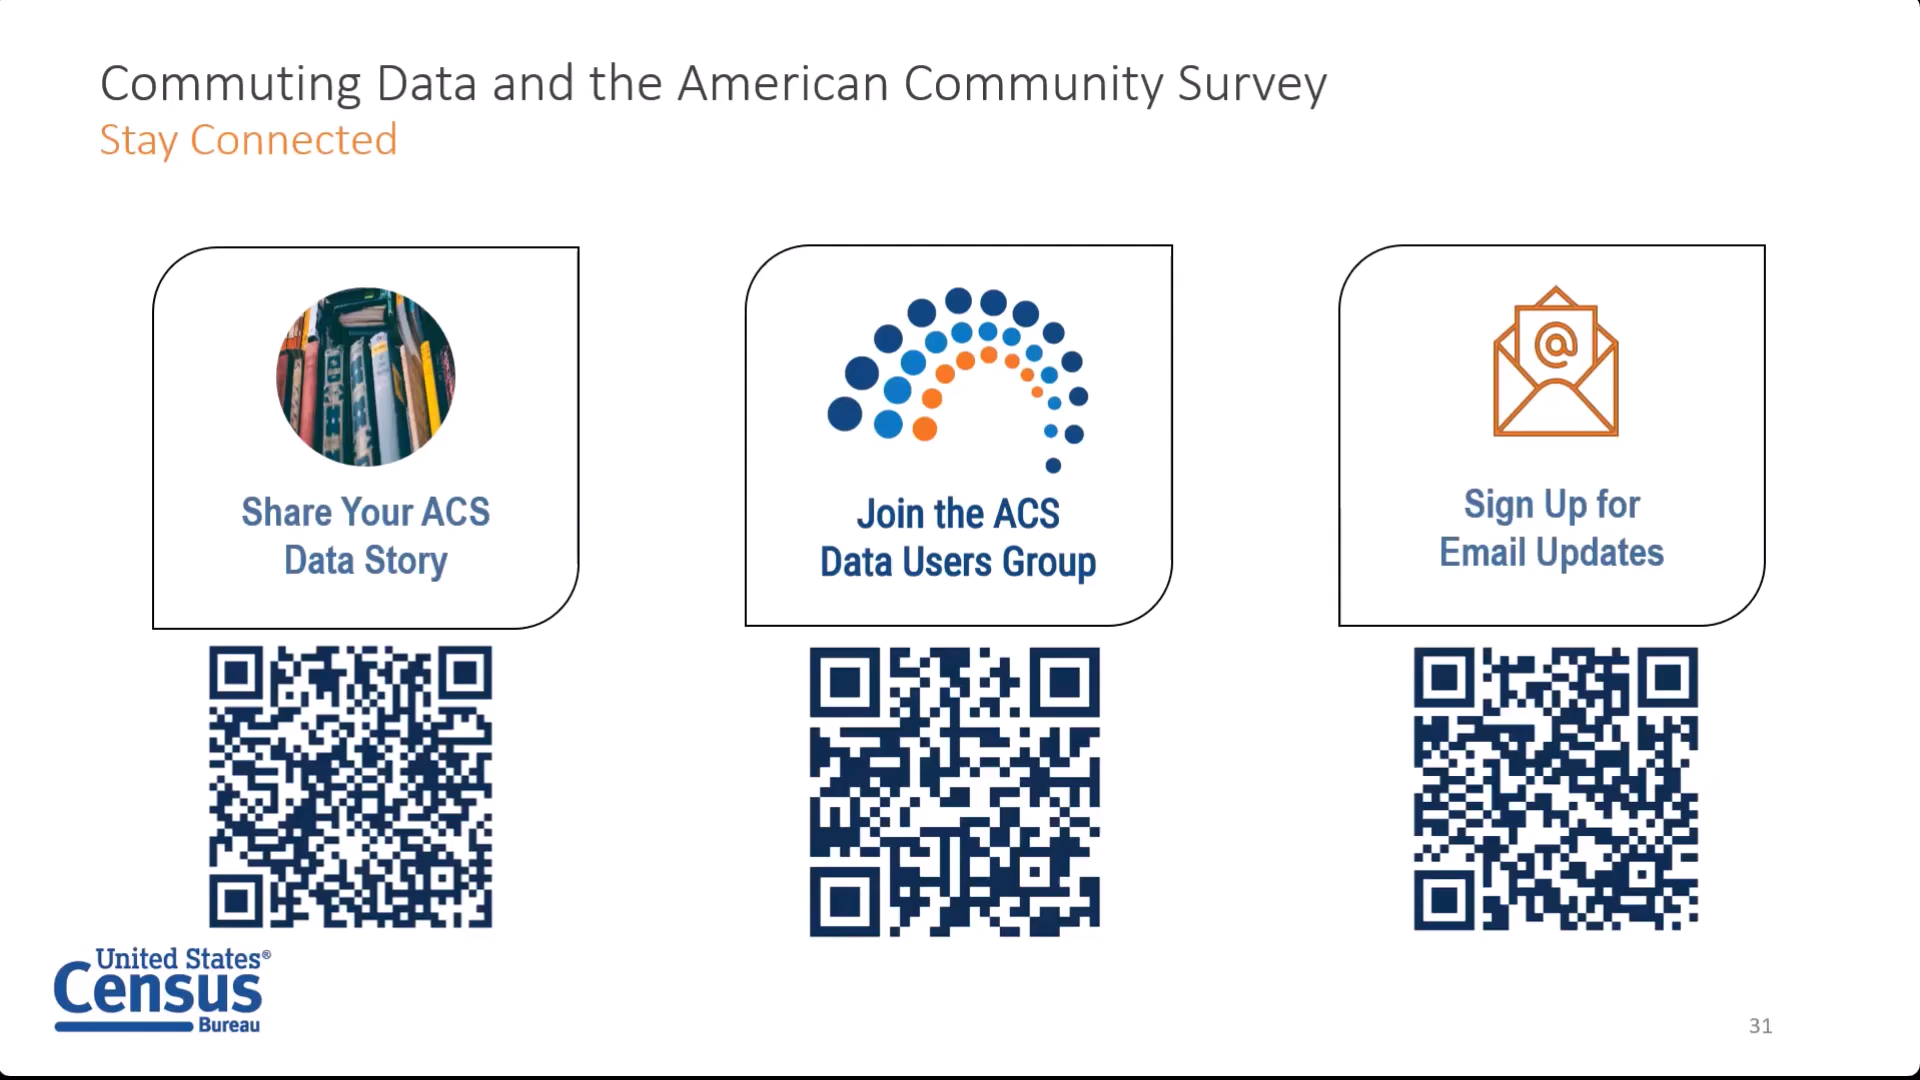 Commuting Data and the American Community Survey
Stay Connected
Share Your ACS
Data Story
Join the ACS
Data Users Group
@
Sign Up for
Email Updates
United States®
Census
Bureau
31